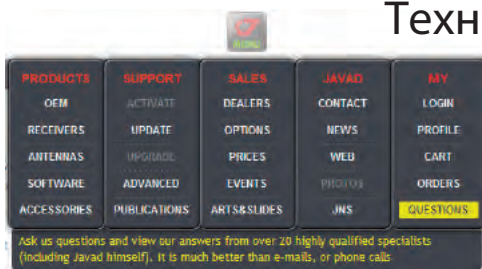 Техн
MENU
PRODUCTS SUPPORT SALES JAVAD MY
OEM ACTIVATE DEALERS CONTACT LOGIN
RECEIVERS UPDATE OPTIONS NEWS PROFILE
ANTENNAS UPGRADE PRICES WEB CART
SOFTWARE ADVANCED EVENTS PHOTOS ORDERS
ACCESSORIES PUBLICATIONS ARTS&SLIDES JNS QUESTIONS
Ask us questions and view our answers from over 20 highly qualified specialists
(including Javad himself). It is much better than e-mails, or phone calls